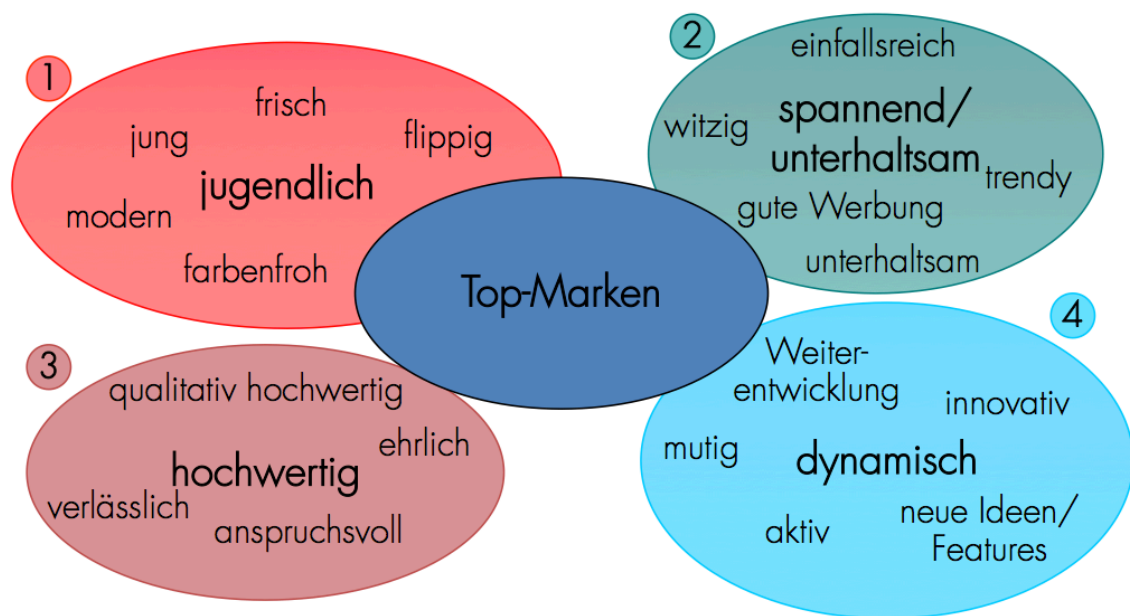 1
frisch
jung
flippig
jugendlich
modern
farbenfroh
2
einfallsreich
witzig
spannend/
unterhaltsam
trendy
gute Werbung
unterhaltsam
Top-Marken
3
qualitativ hochwertig
ehrlich
hochwertig
verlässlich
anspruchsvoll
4
Weiter-
entwicklung
innovativ
mutig
dynamisch
aktiv
neue Ideen/
Features